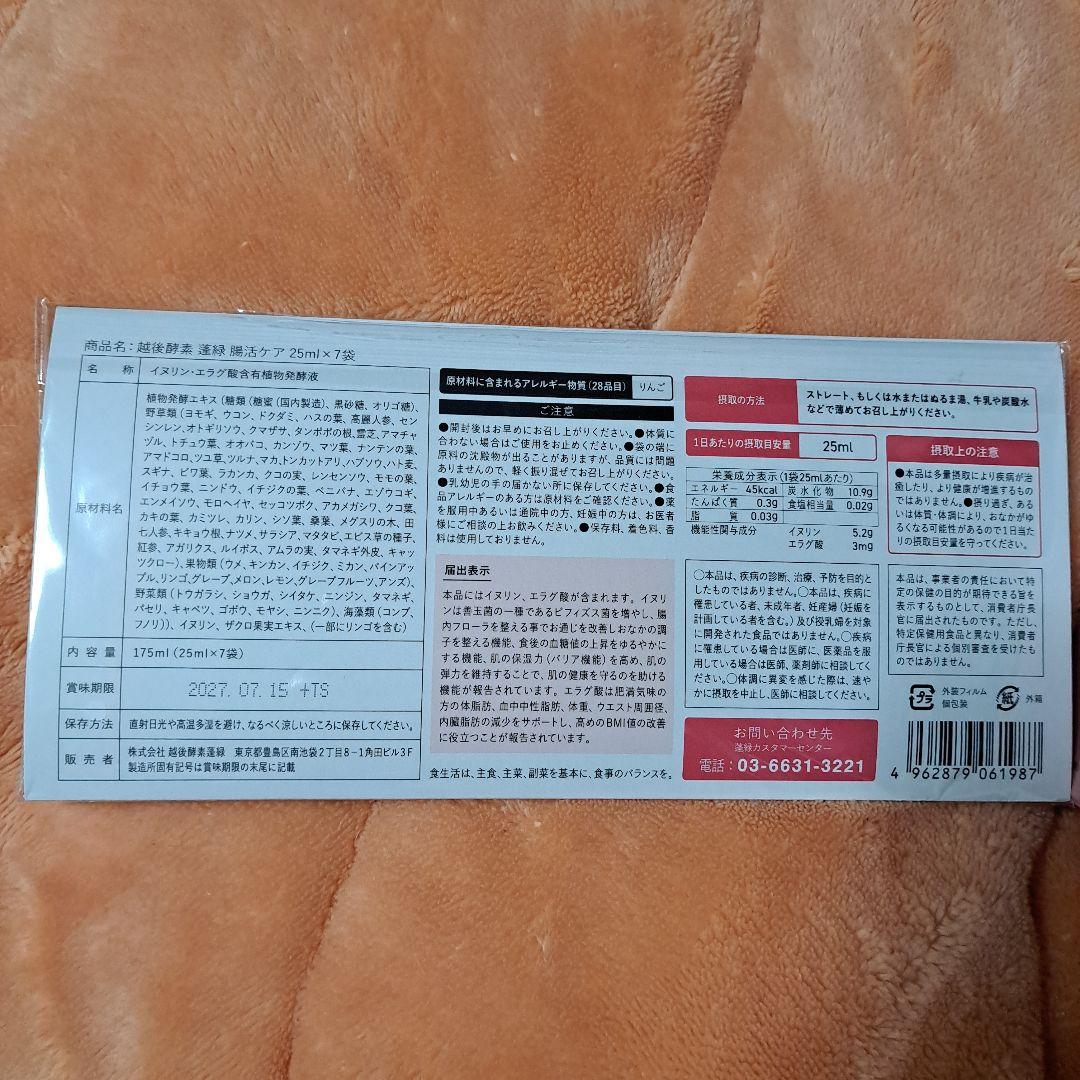 商品名：越後酵素 蓬緑 腸活ケア 25ml×7袋
名　称
イヌリン・エラグ酸含有植物発酵液
原材料名
植物発酵エキス（糖類（糖蜜（国内製造）、黒砂糖、オリゴ糖）、
野草類（ヨモギ、ウコン、ドクダミ、ハスの葉、高麗人参、セン
シンレン、オトギリソウ、クマザサ、タンポポの根、霊芝、アマチャ
ヅル、トチュウ葉、オオバコ、カンゾウ、マツ葉、ナンテンの葉、
アマドコロ、ツユ草、ツルナ、マカ、トンカットアリ、ハブソウ、ハト麦、
スギナ、ビワ葉、ラカンカ、クコの実、レンセンソウ、モモの葉、
イチョウ葉、ニンドウ、イチジクの葉、ベニバナ、エゾウコギ、
エンメイソウ、モロヘイヤ、セッコツボク、アカメガシワ、クコ葉、
カキの葉、カミツレ、カリン、シソ葉、桑葉、メグスリの木、田
七人参、キキョウ根、ナツメ、サラシア、マタタビ、エビス草の種子、
紅参、アガリクス、ルイボス、アムラの実、タマネギ外皮、キャッ
ツクロー）、果物類（ウメ、キンカン、イチジク、ミカン、パインアッ
プル、リンゴ、グレープ、メロン、レモン、グレープフルーツ、アンズ）、
野菜類（トウガラシ、ショウガ、シイタケ、ニンジン、タマネギ、
パセリ、キャベツ、ゴボウ、モヤシ、ニンニク）、海藻類（コンブ、
フノリ））、イヌリン、ザクロ果実エキス、（一部にリンゴを含む）
内容量
175ml（25ml×7袋）
賞味期限
2027.07.15 +TS
保存方法
直射日光や高温多湿を避け、なるべく涼しいところに保存してください。
販売者
株式会社 越後酵素蓬緑　東京都豊島区南池袋2丁目8-1角田ビル3F
製造所固有記号は賞味期限の末尾に記載
原材料に含まれるアレルギー物質（28品目）
りんご
ご注意
●開封後はお早めにお召し上がりください。●体質に
合わない場合はご使用をお止めください。●袋の端に
原料の沈殿物が出ることがありますが、品質には問題
ありませんので、軽く振り混ぜてお召し上がりください。
●乳幼児の手の届かない所に保存してください。●食
品アレルギーのある方は原材料をご確認ください。●薬
を服用中あるいは通院中の方、妊娠中の方は、お医者
様にご相談の上お飲みください。●保存料、着色料、香
料は使用しておりません。
届出表示
本品にはイヌリン、エラグ酸が含まれます。イヌリ
ンは善玉菌の一種であるビフィズス菌を増やし、腸
内フローラを整える事でお通じを改善しおなかの調
子を整える機能、食後の血糖値の上昇をゆるやかに
する機能、肌の保湿力（バリア機能）を高め、肌の
弾力を維持することで、肌の健康を守るのを助ける
機能が報告されています。エラグ酸は肥満気味の
方の体脂肪、血中中性脂肪、体重、ウエスト周囲径、
内臓脂肪の減少をサポートし、高めのBMI値の改善
に役立つことが報告されています。
食生活は、主食、主菜、副菜を基本に、食事のバランスを。
摂取の方法
ストレート、もしくは水またはぬるま湯、牛乳や炭酸水
などで薄めてお召し上がりください。
1日あたりの摂取目安量
25ml
栄養成分表示（1袋25mlあたり）
エネルギー 45kcal 炭水化物 10.9g
たんぱく質 0.3g 食塩相当量 0.02g
脂　質 0.03g
機能性関与成分 イヌリン 5.2g
エラグ酸 3mg
摂取上の注意
●本品は多量摂取により疾病が治
癒したり、より健康が増進するもの
ではありません。●摂り過ぎ、ある
いは体質・体調により、おなかがゆ
るくなる可能性があるので1日当た
りの摂取目安量を守ってください。
〇本品は、疾病の診断、治療、予防を目的と
したものではありません。〇本品は、疾病に
罹患している者、未成年者、妊産婦（妊娠を
計画している者を含む。）及び授乳婦を対象
に開発された食品ではありません。〇疾病
に罹患している場合は医師に、医薬品を服
用している場合は医師、薬剤師に相談してく
ださい。〇体調に異変を感じた際は、速や
かに摂取を中止し、医師に相談してください。
本品は、事業者の責任において特
定の保健の目的が期待できる旨を
表示するものとして、消費者庁長
官に届出されたものです。ただし、
特定保健用食品と異なり、消費者
庁長官による個別審査を受けたも
のではありません。
お問い合わせ先
蓬緑カスタマーセンター
電話：03-6631-3221
プラ
外装フィルム
個包装
紙
外箱
4 962879 061987